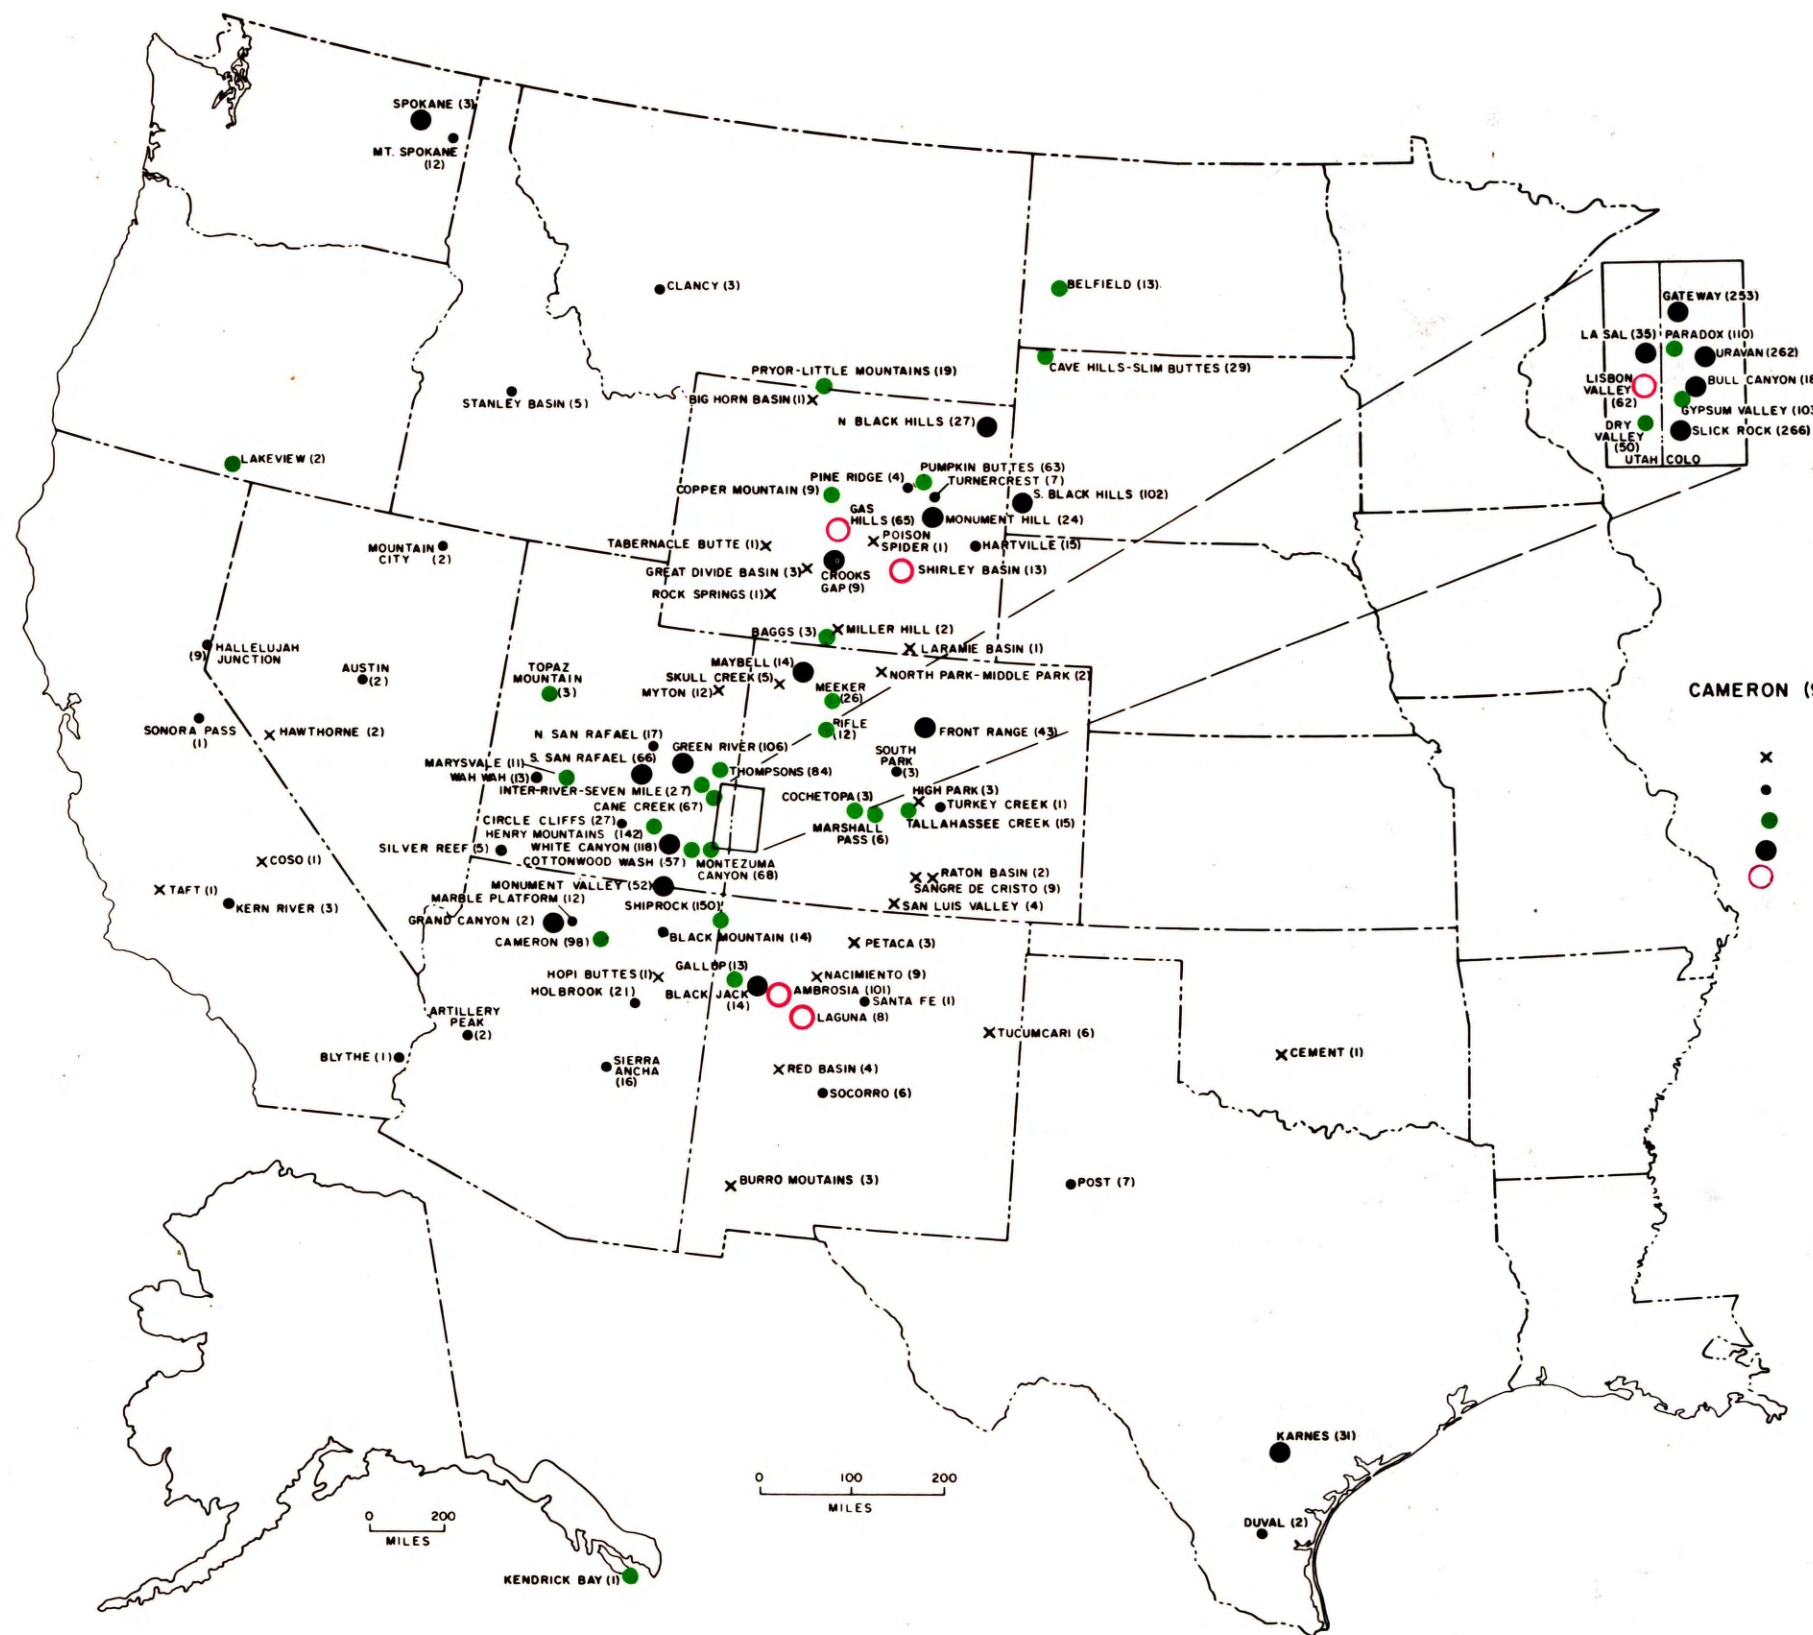 SPOKANE (3)
MT. SPOKANE
(12)
CLANCY (3)
BELFIELD (13)
GATEWAY (253)
LA SAL (35)
PARADOX (110)
URAVAN (262)
LISBON
VALLEY
(62)
BULL CANYON (18
GYPSUM VALLEY (103
DRY
VALLEY
(50)
SLICK ROCK (266)
UTAH COLO
CAVE HILLS-SLIM BUTTES (29)
PRYOR-LITTLE MOUNTAINS (19)
BIG HORN BASIN (1)
STANLEY BASIN (5)
N BLACK HILLS (27)
LAKEVIEW (2)
PUMPKIN BUTTES (63)
PINE RIDGE (4)
TURNERCREST (7)
COPPER MOUNTAIN (9)
S. BLACK HILLS (102)
GAS
HILLS (65)
MONUMENT HILL (24)
POISON
SPIDER (1)
MOUNTAIN
CITY (2)
TABERNACLE BUTTE (1)
HARTVILLE (15)
GREAT DIVIDE BASIN (3)
CROOKS
GAP (9)
SHIRLEY BASIN (13)
ROCK SPRINGS (1)
BAGGS (3)
MILLER HILL (2)
LARAMIE BASIN (1)
(9) HALLELUJAH
JUNCTION
AUSTIN
(2)
TOPAZ
MOUNTAIN
(3)
MAYBELL (14)
SKULL CREEK (5)
MYTON (12)
NORTH PARK-MIDDLE PARK (2)
MEEKER
(26)
CAMERON (9
SONORA PASS
(1)
HAWTHORNE (2)
RIFLE
(12)
FRONT RANGE (43)
N SAN RAFAEL (17)
GREEN RIVER (106)
S. SAN RAFAEL (66)
MARYSVALE (11)
WAH WAH (13)
THOMPSONS (84)
SOUTH
PARK
(3)
INTER-RIVER-SEVEN MILE (27)
CANE CREEK (67)
COCHETOPA (3)
HIGH PARK (3)
TURKEY CREEK (1)
TALLAHASSEE CREEK (15)
MARSHALL
PASS (6)
CIRCLE CLIFFS (27)
HENRY MOUNTAINS (142)
WHITE CANYON (118)
SILVER REEF (5)
COTTONWOOD WASH (57)
MONTEZUMA
CANYON (68)
COSO (1)
TAFT (1)
KERN RIVER (3)
RATON BASIN (2)
SANGRE DE CRISTO (9)
SAN LUIS VALLEY (4)
MONUMENT VALLEY (52)
MARBLE PLATFORM (12)
SHIPROCK (150)
GRAND CANYON (2)
CAMERON (98)
BLACK MOUNTAIN (14)
PETACA (3)
HOPI BUTTES (1)
HOLBROOK (21)
GALLUP (13)
BLACK JACK
(14)
NACIMIENTO (9)
AMBROSIA (101)
SANTA FE (1)
LAGUNA (8)
ARTILLERY
PEAK
(2)
TUCUMCARI (6)
BLYTHE (1)
SIERRA
ANCHA
(16)
RED BASIN (4)
SOCORRO (6)
CEMENT (1)
BURRO MOUTAINS (3)
POST (7)
KARNES (31)
DUVAL (2)
0 100 200
MILES
0 200
MILES
KENDRICK BAY (1)